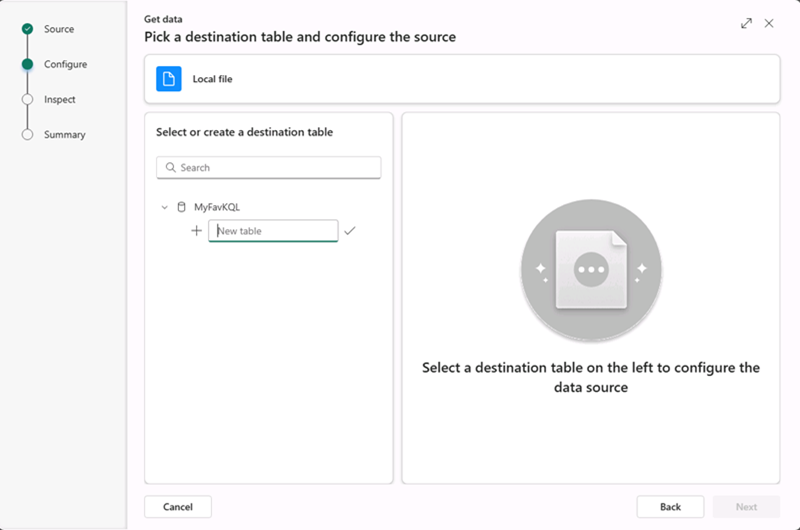 Source
Configure
Inspect
Summary
Get data
Pick a destination table and configure the source
Local file
Select or create a destination table
Search
MyFavKQL
New table
Select a destination table on the left to configure the
data source
Cancel
Back
Next